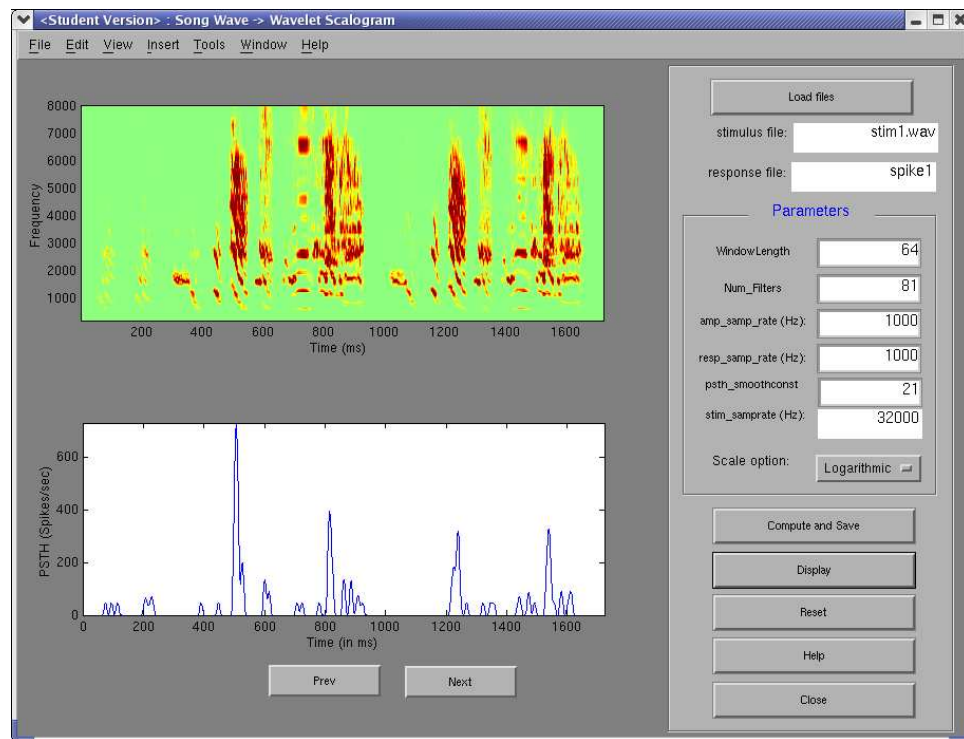 <Student Version> : Song Wave -> Wavelet Scalogram
File Edit View Insert Tools Window Help
8000
7000
6000
5000
4000
3000
2000
1000
Frequency
200 400 600 800 1000 1200 1400 1600
Time (ms)
600
400
200
0
PSTH (Spikes/sec)
0 200 400 600 800 1000 1200 1400 1600
Time (in ms)
Prev Next
Load files
stimulus file: stim1.wav
response file: spike1
Parameters
WindowLength 64
Num_Filters 81
amp_samp_rate (Hz): 1000
resp_samp_rate (Hz): 1000
psth_smoothconst 21
stim_samprate (Hz): 32000
Scale option: Logarithmic
Compute and Save
Display
Reset
Help
Close